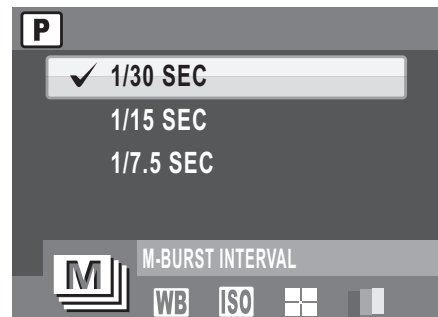 P
1/30 SEC
1/15 SEC
1/7.5 SEC
M-BURST INTERVAL
M
WB ISO